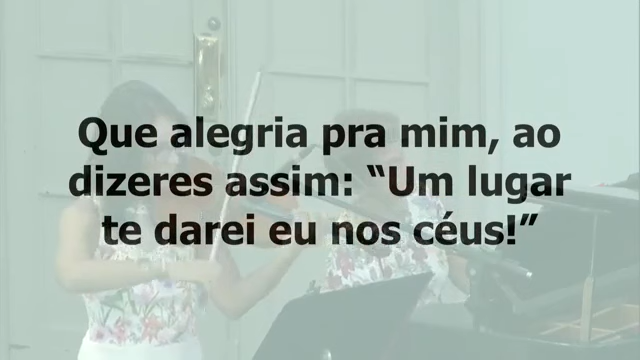 Que alegria pra mim, ao
dizeres assim: “Um lugar
te darei eu nos céus!”